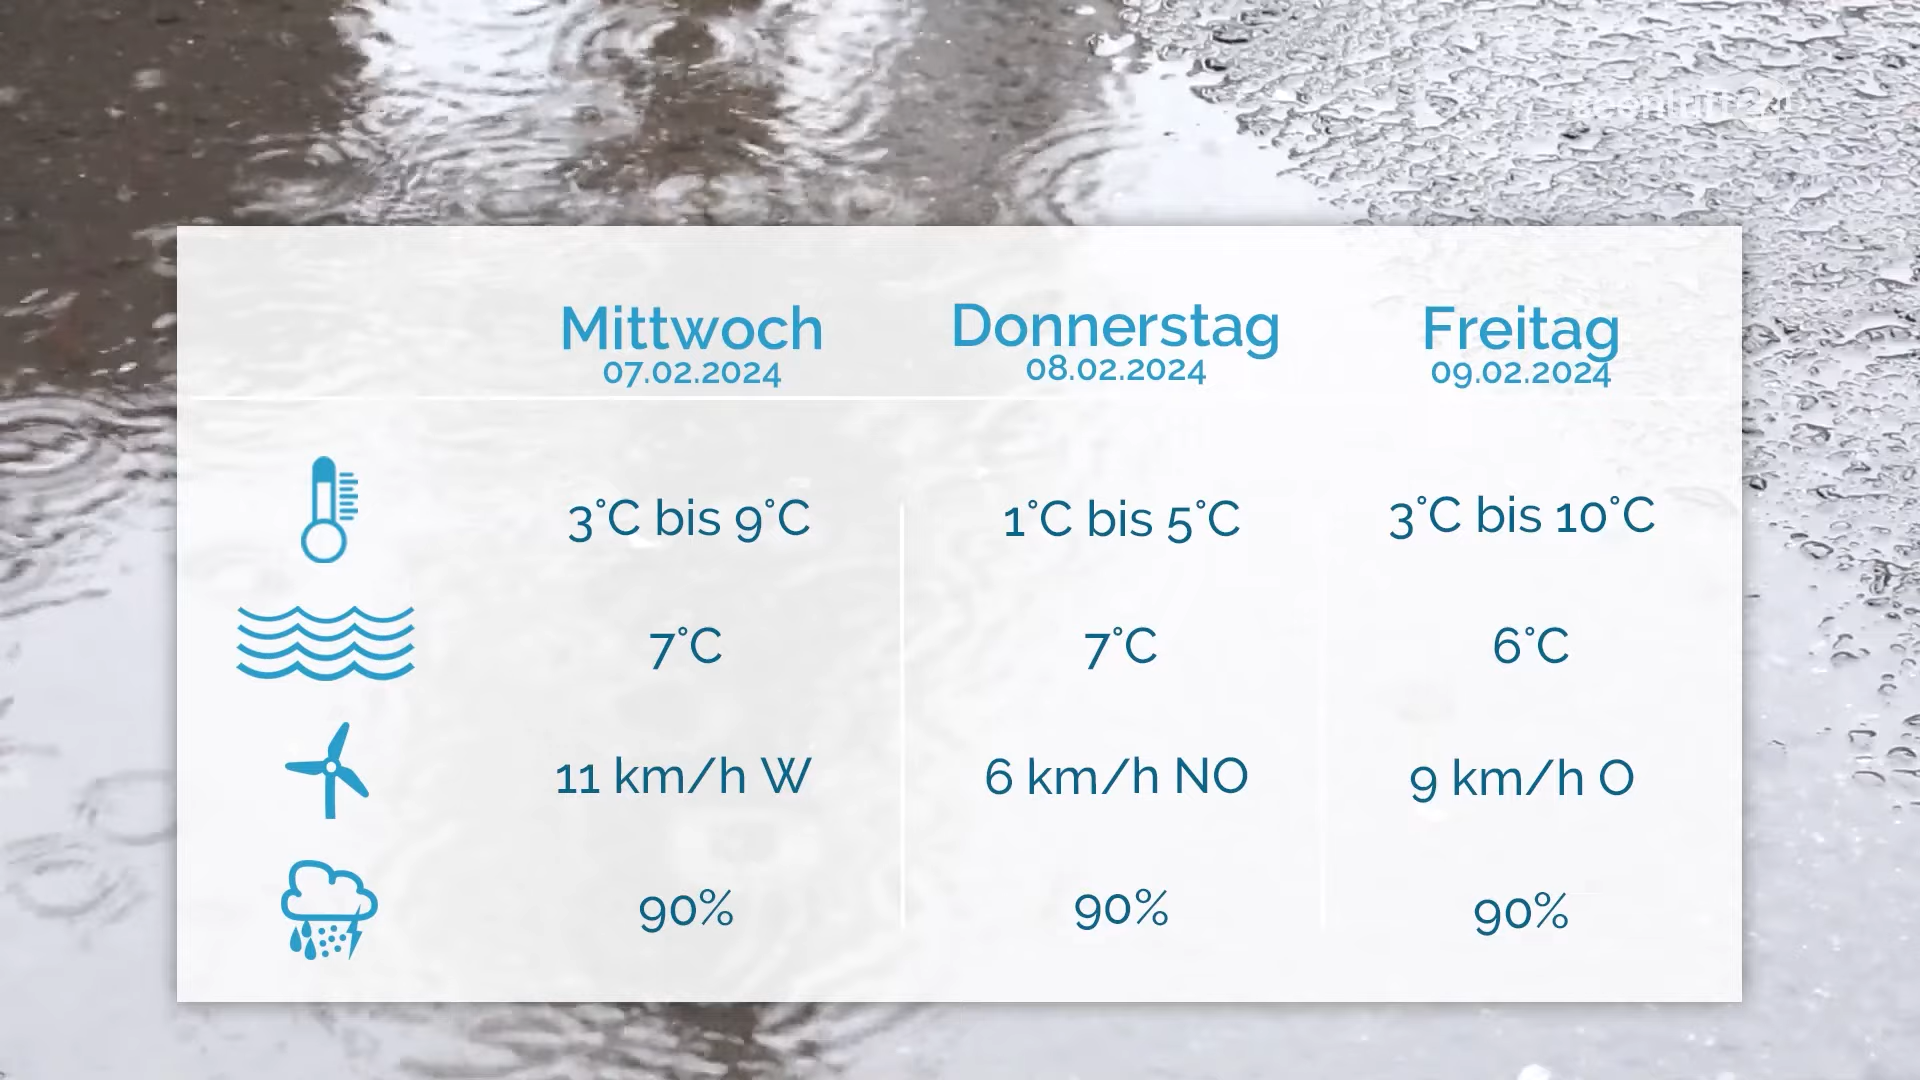 Mittwoch Donnerstag Freitag
07.02.2024 08.02.2024 09.02.2024
3°C bis 9°C 1°C bis 5°C 3°C bis 10°C
7°C 7°C 6°C
11 km/h W 6 km/h NO 9 km/h O
90% 90% 90%